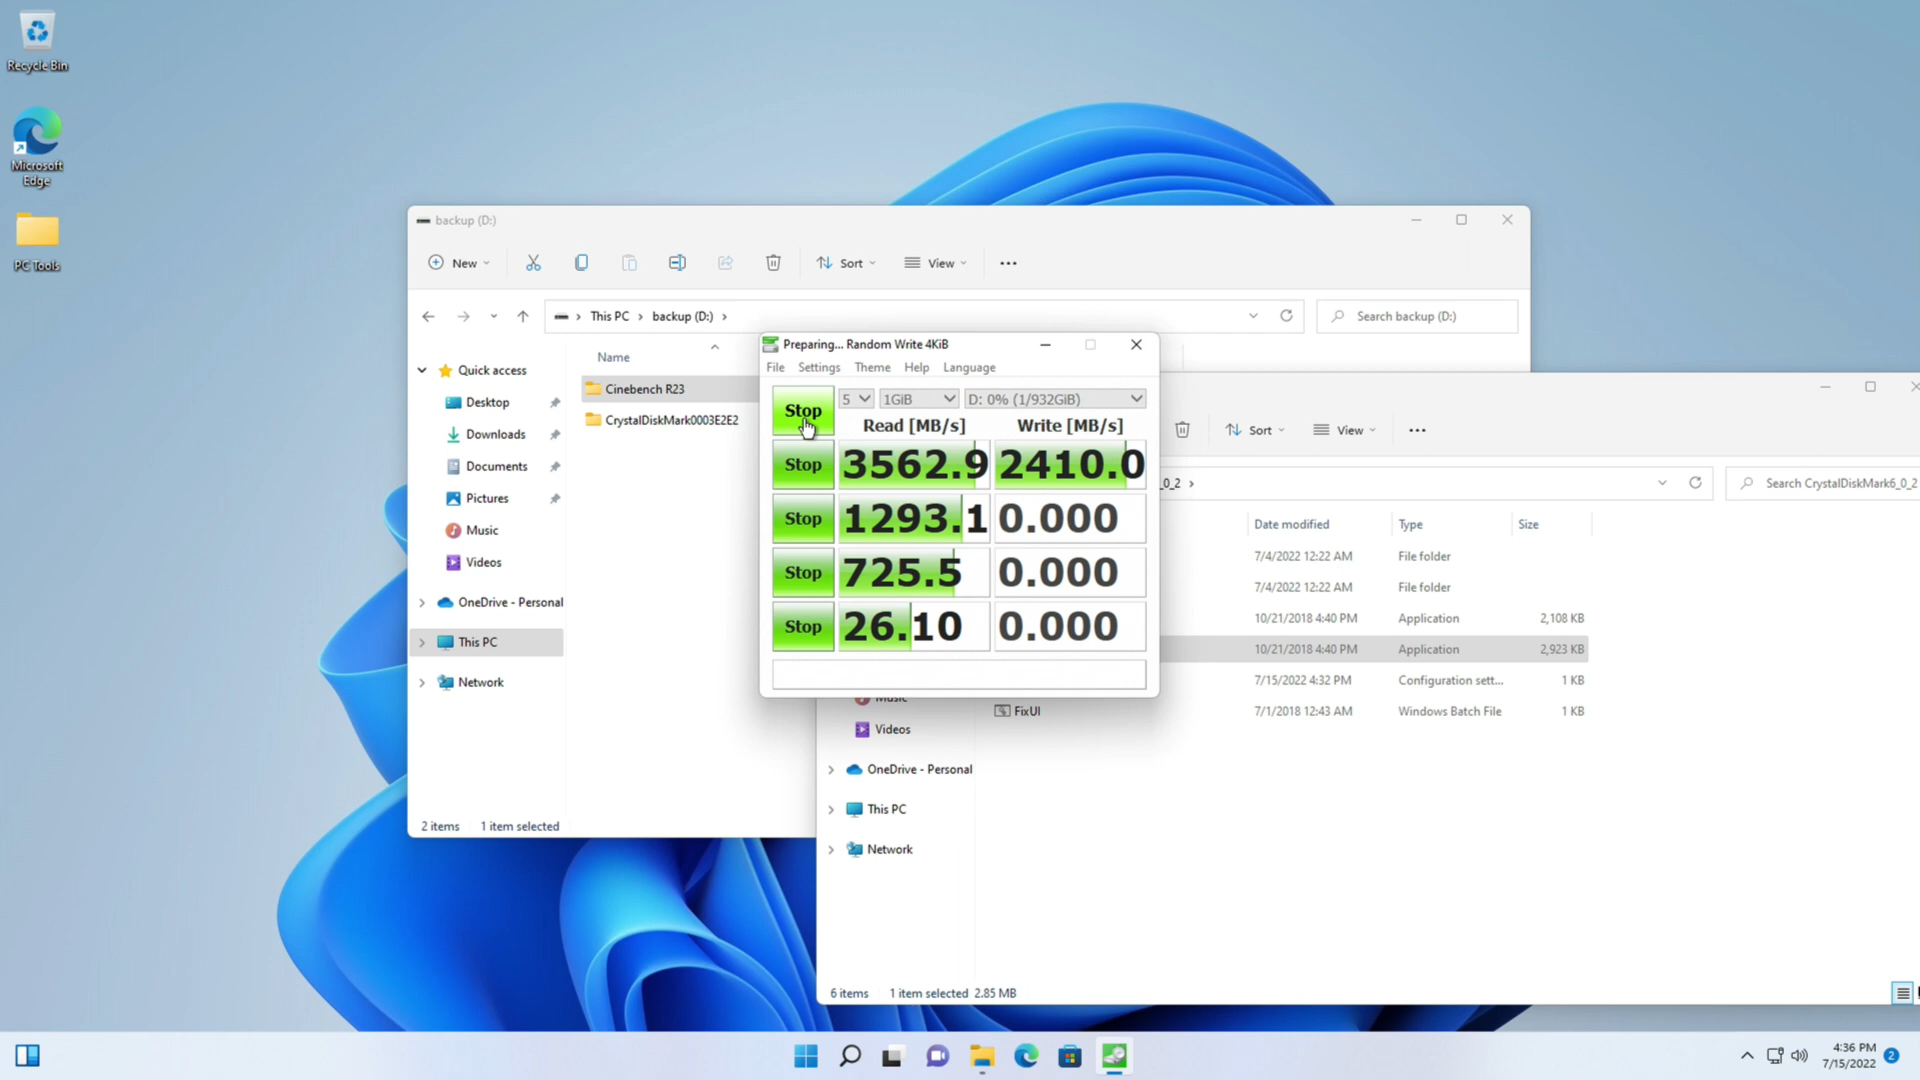 Recycle Bin
Microsoft
Edge
PC Tools
backup (D:)
New
Sort
View
This PC
backup (D:)
Search backup (D:)
Name
Quick access
Desktop
Downloads
Documents
Pictures
Music
Videos
OneDrive - Personal
This PC
Network
Cinebench R23
CrystalDiskMark0003E2E2
2 items 1 item selected
Preparing... Random Write 4KiB
File Settings Theme Help Language
Stop 5 1GiB D: 0% (1/932GiB)
Read [MB/s] Write [MB/s]
Stop 3562.9 2410.0
Stop 1293.1 0.000
Stop 725.5 0.000
Stop 26.10 0.000
Sort
View
_0_2
Search CrystalDiskMark6_0_2
Date modified Type Size
7/4/2022 12:22 AM File folder
7/4/2022 12:22 AM File folder
10/21/2018 4:40 PM Application 2,108 KB
10/21/2018 4:40 PM Application 2,923 KB
7/15/2022 4:32 PM Configuration sett... 1 KB
FixUI 7/1/2018 12:43 AM Windows Batch File 1 KB
Music
Videos
OneDrive - Personal
This PC
Network
6 items 1 item selected 2.85 MB
4:36 PM
7/15/2022
2